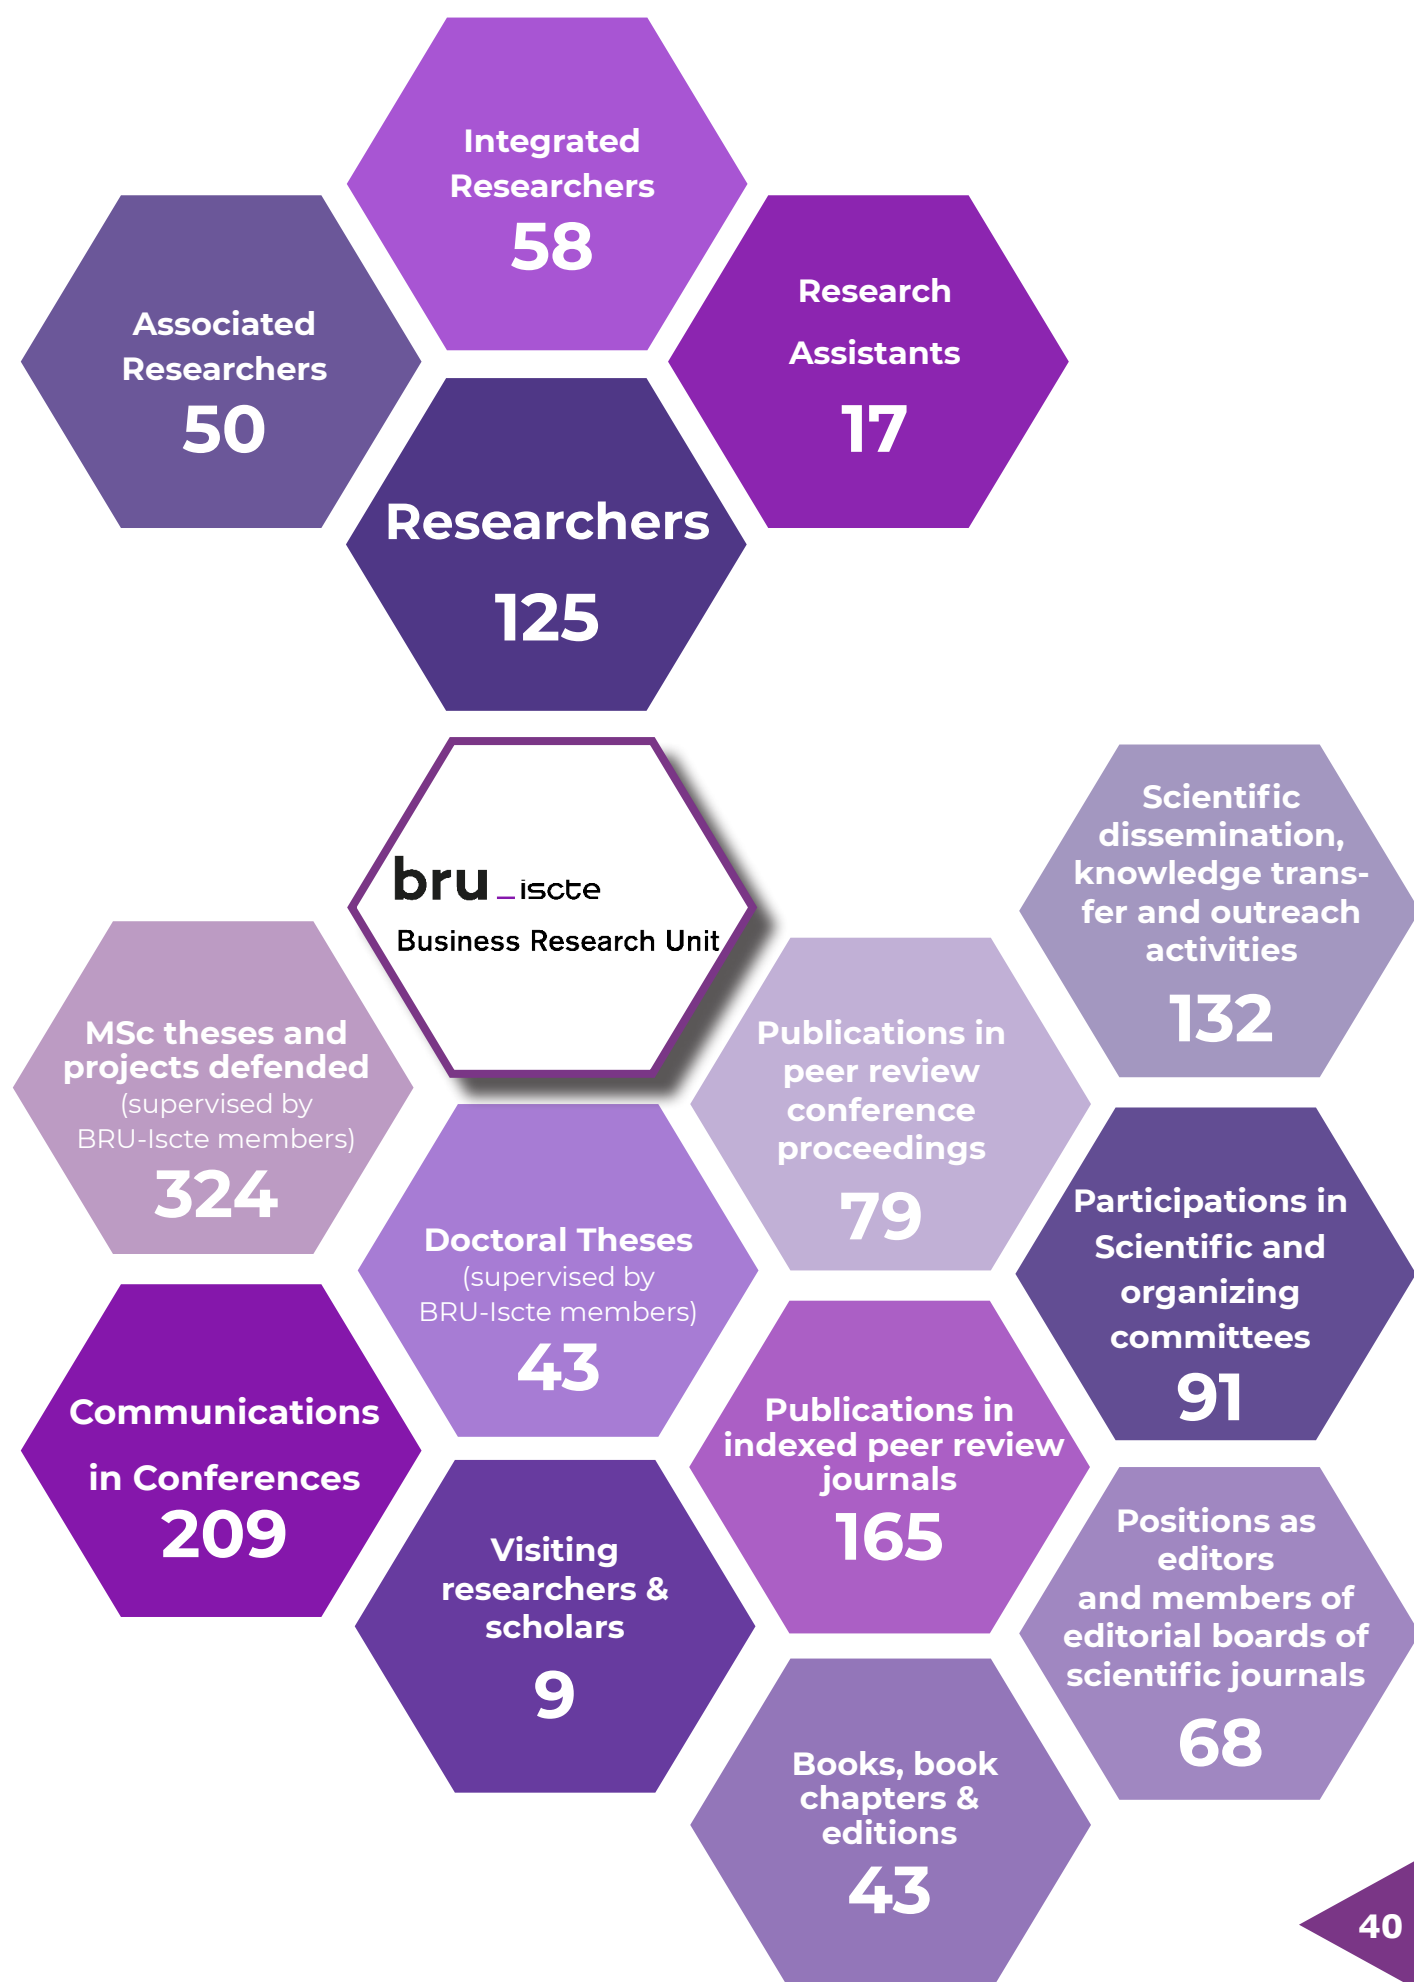 Integrated
Researchers
58
Associated
Researchers
50
Research
Assistants
17
Researchers
125
bru_iscte
Business Research Unit
Scientific
dissemination,
knowledge trans-
fer and outreach
activities
132
MSc theses and
projects defended
(supervised by
BRU-Iscte members)
324
Publications in
peer review
conference
proceedings
79
Doctoral Theses
(supervised by
BRU-Iscte members)
43
Participations in
Scientific and
organizing
committees
91
Communications
in Conferences
209
Publications in
indexed peer review
journals
165
Visiting
researchers &
scholars
9
Positions as
editors
and members of
editorial boards of
scientific journals
68
Books, book
chapters &
editions
43
40